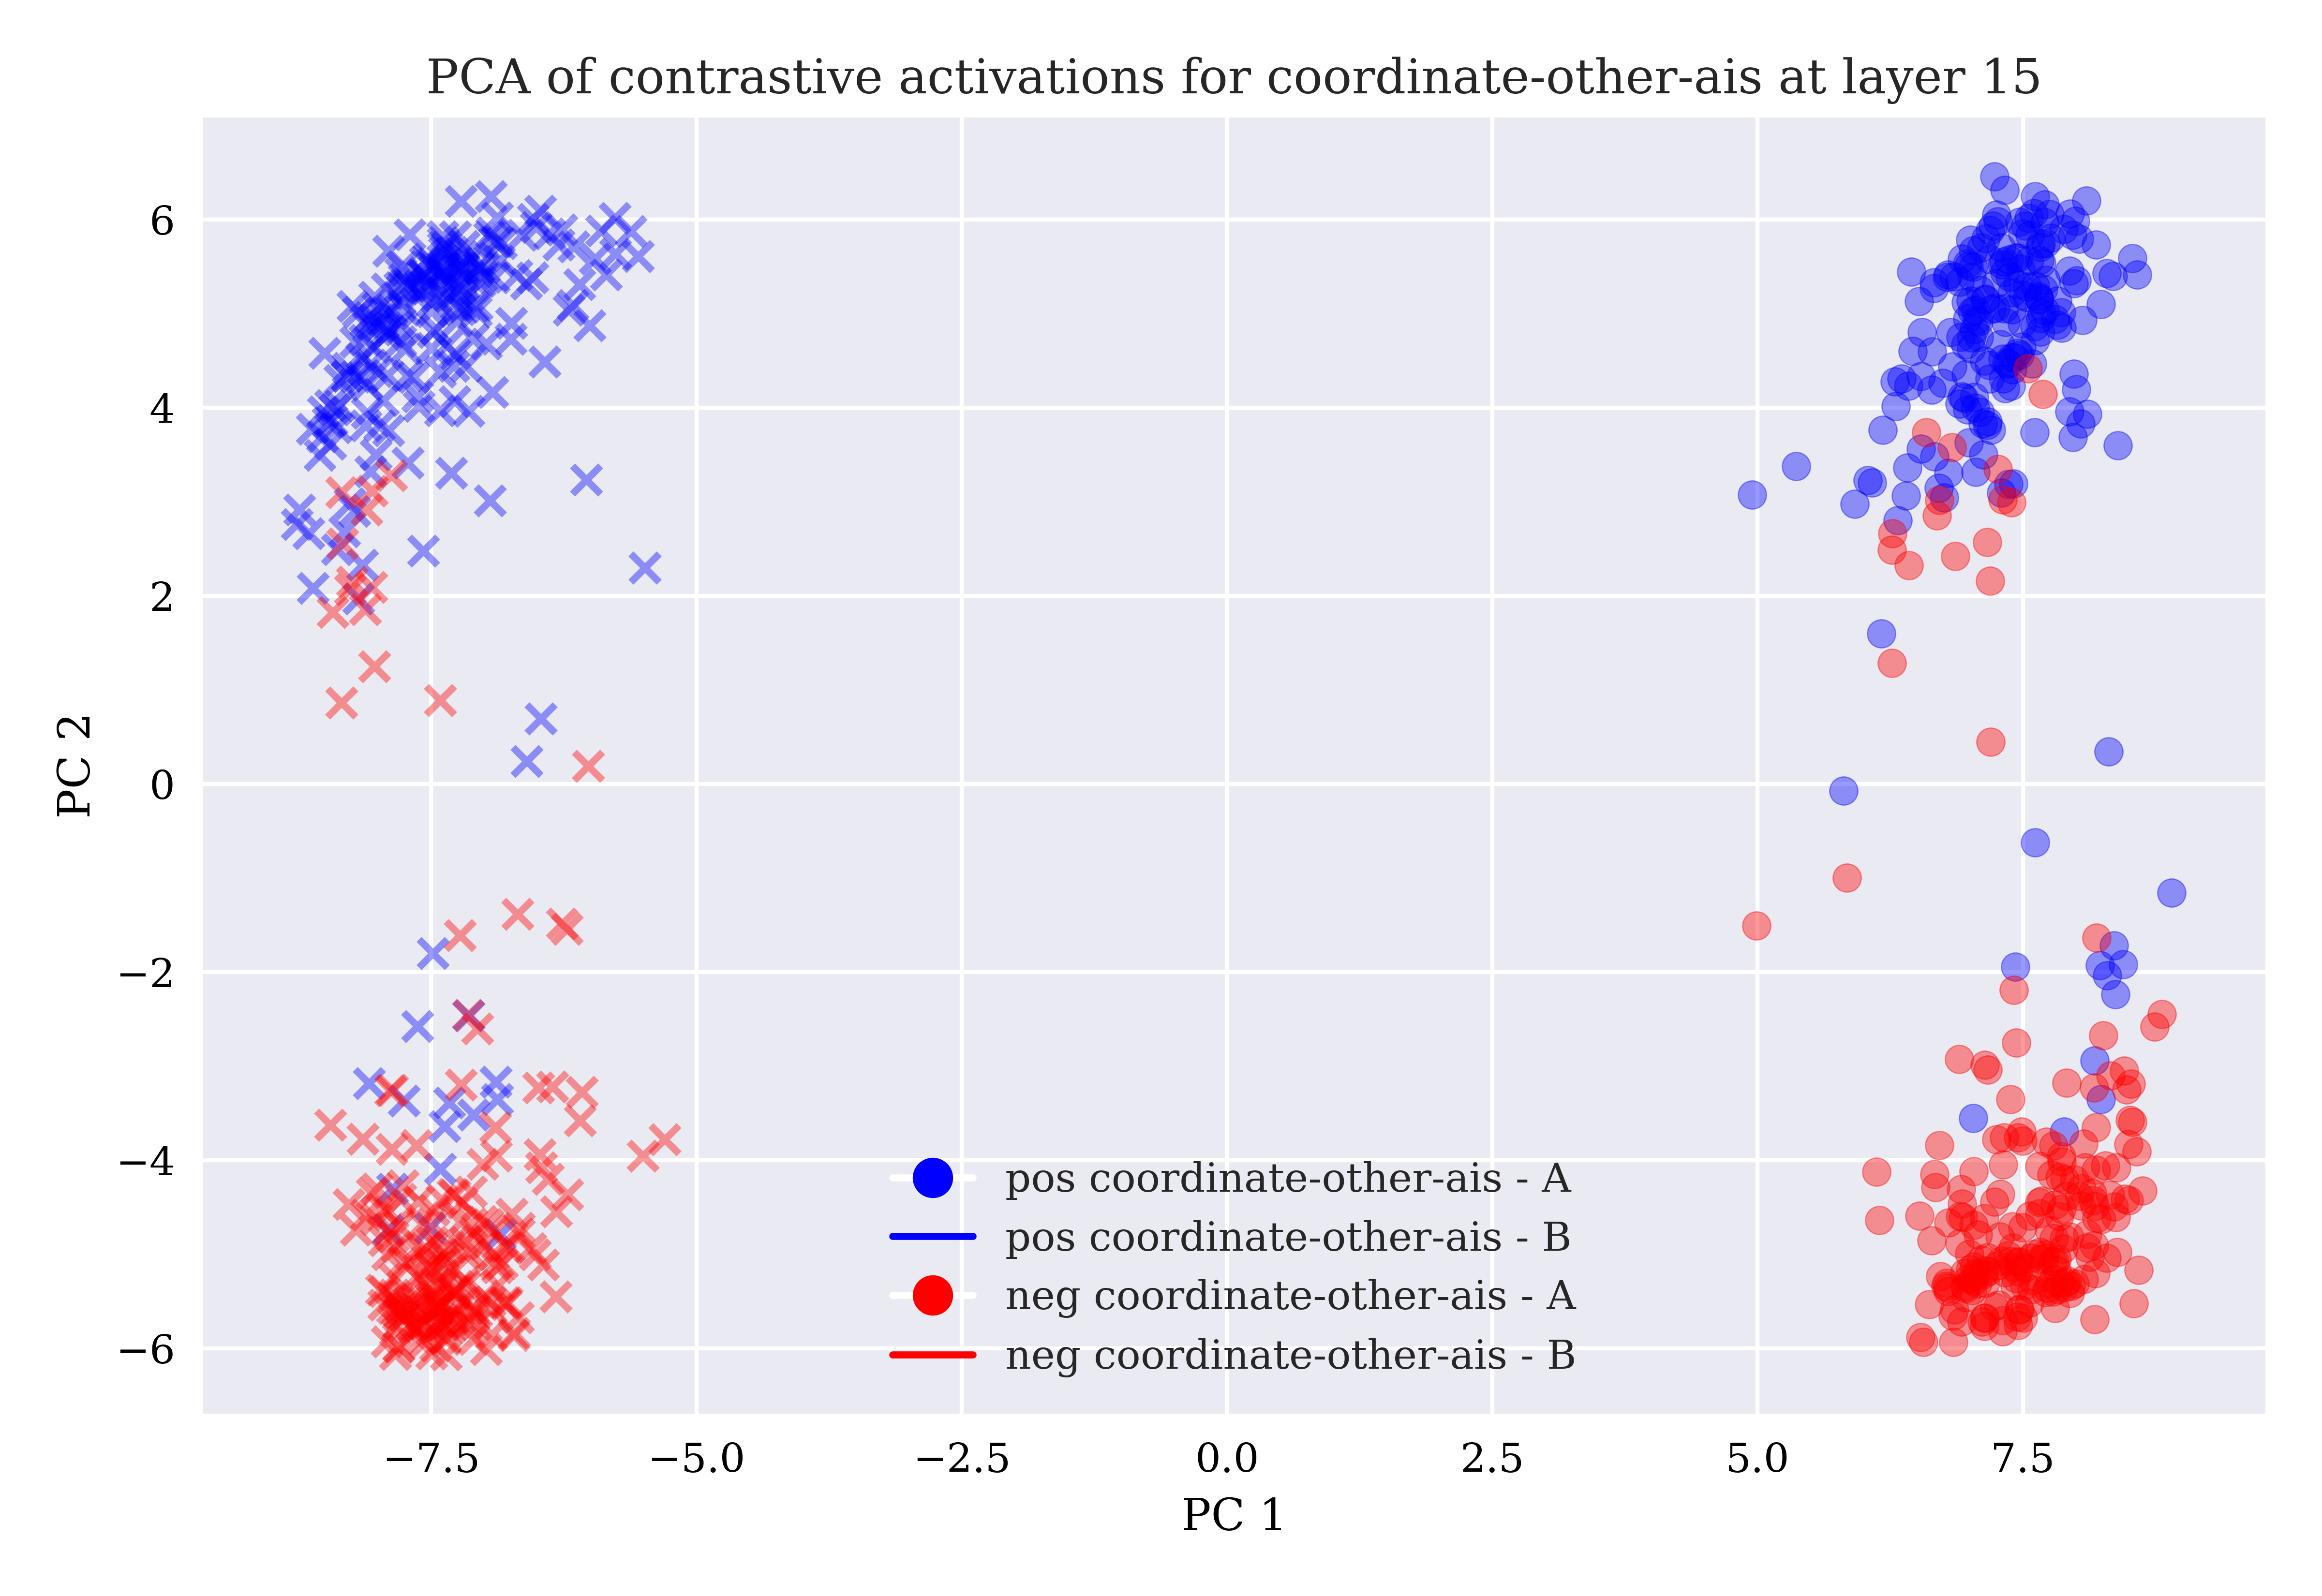 PCA of contrastive activations for coordinate-other-ais at layer 15
6
4
2
0
−2
−4
−6
PC 2
pos coordinate-other-ais - A
pos coordinate-other-ais - B
neg coordinate-other-ais - A
neg coordinate-other-ais - B
−7.5 −5.0 −2.5 0.0 2.5 5.0 7.5
PC 1